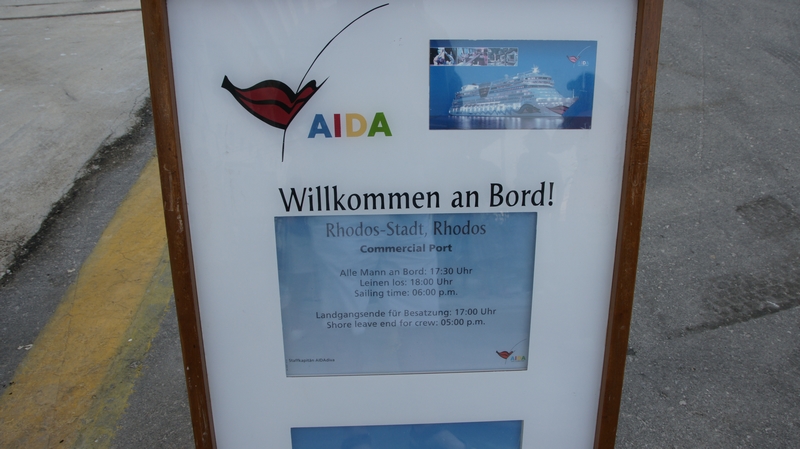 AIDA
Willkommen an Bord!
Rhodos-Stadt, Rhodos
Commercial Port
Alle Mann an Bord: 17:30 Uhr
Leinen los: 18:00 Uhr
Sailing time: 06:00 p.m.
Landgangsende für Besatzung: 17:00 Uhr
Shore leave end for crew: 05:00 p.m.
AIDA